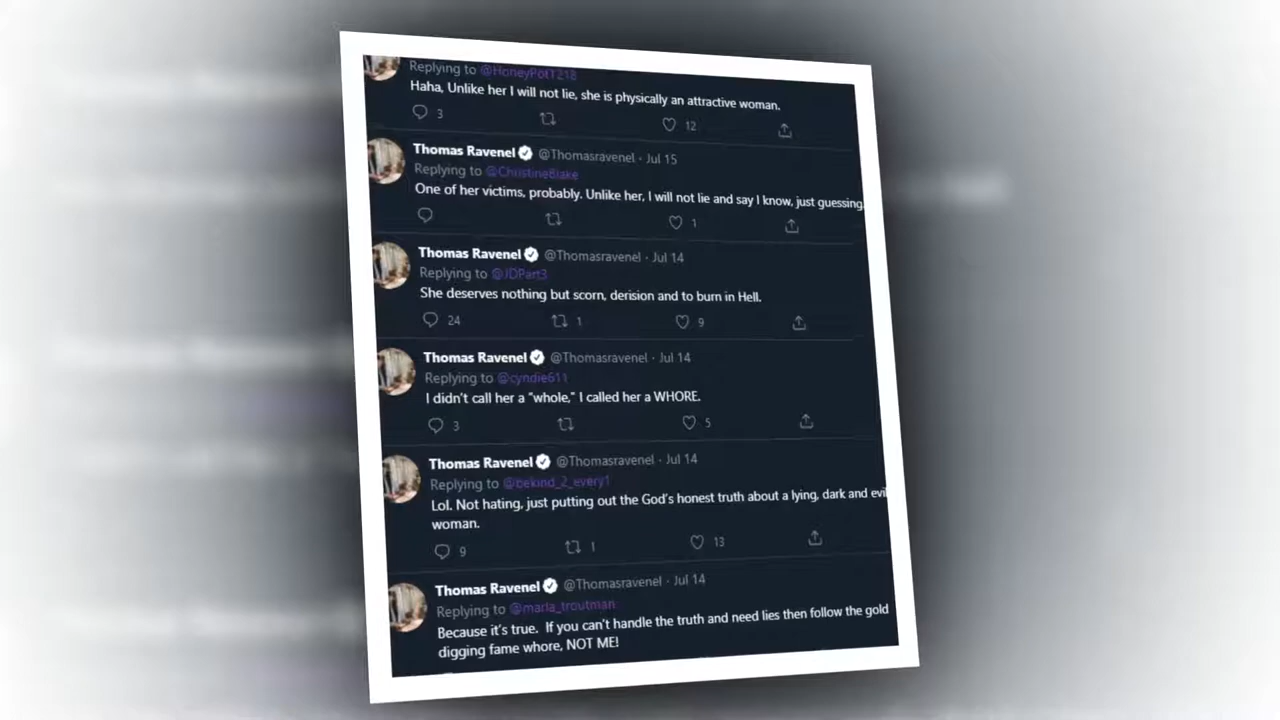 Replying to @HoneyPot1218
Haha, Unlike her I will not lie, she is physically an attractive woman.
3 12
Thomas Ravenel @Thomasravenel · Jul 15
Replying to @ChristineBlake
One of her victims, probably. Unlike her, I will not lie and say I know, just guessing.
1
Thomas Ravenel @Thomasravenel · Jul 14
Replying to @JDPart3
She deserves nothing but scorn, derision and to burn in Hell.
24 1 9
Thomas Ravenel @Thomasravenel · Jul 14
Replying to @cyndie611
I didn't call her a "whole," I called her a WHORE.
3 5
Thomas Ravenel @Thomasravenel · Jul 14
Replying to @bekind_2_every1
Lol. Not hating, just putting out the God's honest truth about a lying, dark and evil
woman.
9 1 13
Thomas Ravenel @Thomasravenel · Jul 14
Replying to @marla_troutman
Because it's true. If you can't handle the truth and need lies then follow the gold
digging fame whore, NOT ME!